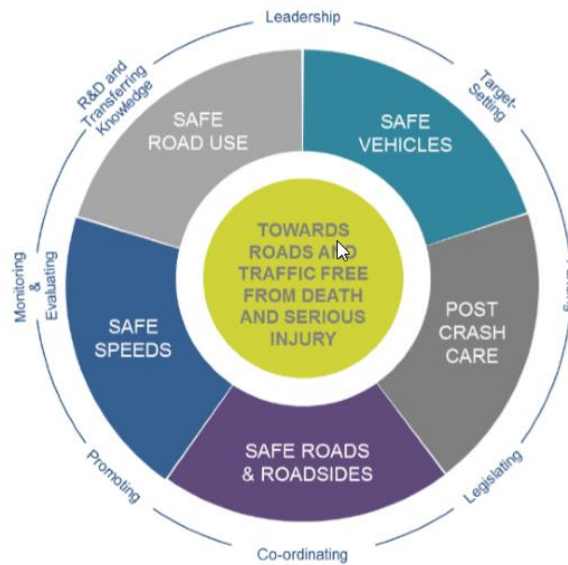 Leadership
Target-
Setting
Legislating
Co-ordinating
Promoting
Monitoring
&
Evaluating
R&D and
Transferring
Knowledge
SAFE
ROAD USE
SAFE
VEHICLES
POST
CRASH
CARE
SAFE ROADS
& ROADSIDES
SAFE
SPEEDS
TOWARDS
ROADS AND
TRAFFIC FREE
FROM DEATH
AND SERIOUS
INJURY